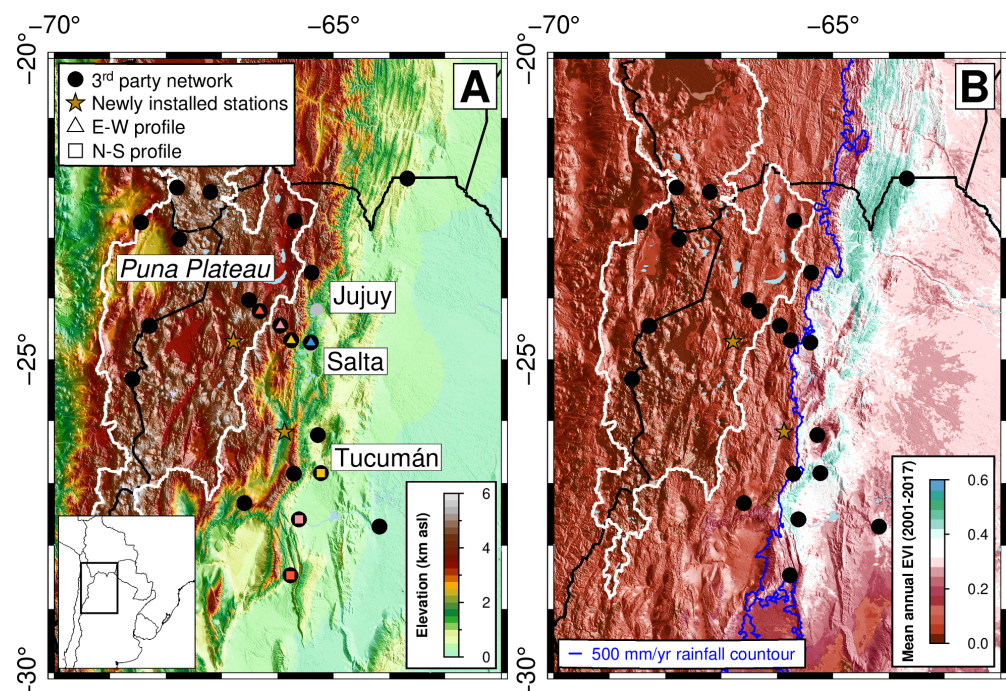 −70°
−65°
−70°
−65°
−20°
−25°
−30°
3rd party network
Newly installed stations
E-W profile
N-S profile
A
Puna Plateau
Jujuy
Salta
Tucumán
Elevation (km asl)
6
4
2
0
−20°
−25°
−30°
B
Mean annual EVI (2001-2017)
0.6
0.4
0.2
0.0
500 mm/yr rainfall countour